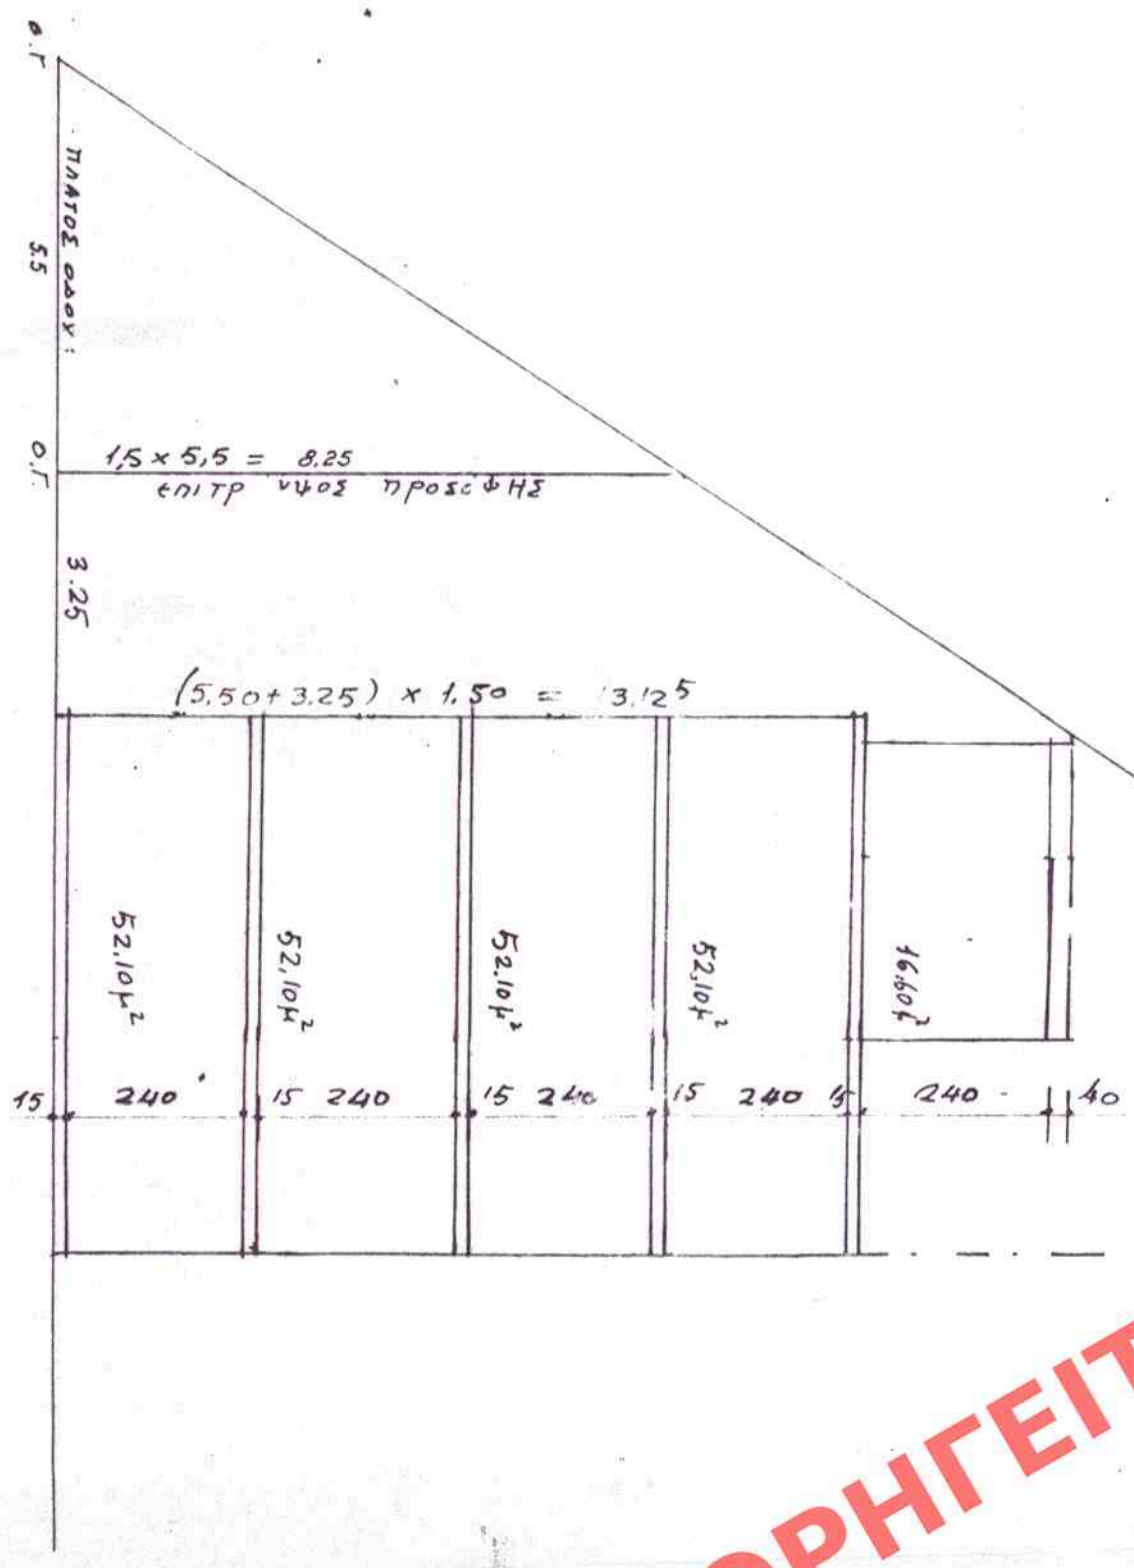 Ο.Γ
ΠΛΑΤΟΣ ΟΔΟΥ:
5.5
Ο.Γ.
1,5 × 5,5 = 8.25
ΕΠΙΤΡ ΥΨΟΣ ΠΡΟΣΟΨΗΣ
3.25
(5.50+3.25) × 1.50 = 13.125
52.10μ²
52.10μ²
52.10μ²
52.10μ²
16.60μ²
15 240 15 240 15 240 15 240 15 240 40
ΟΡΗΓΕΙΤ